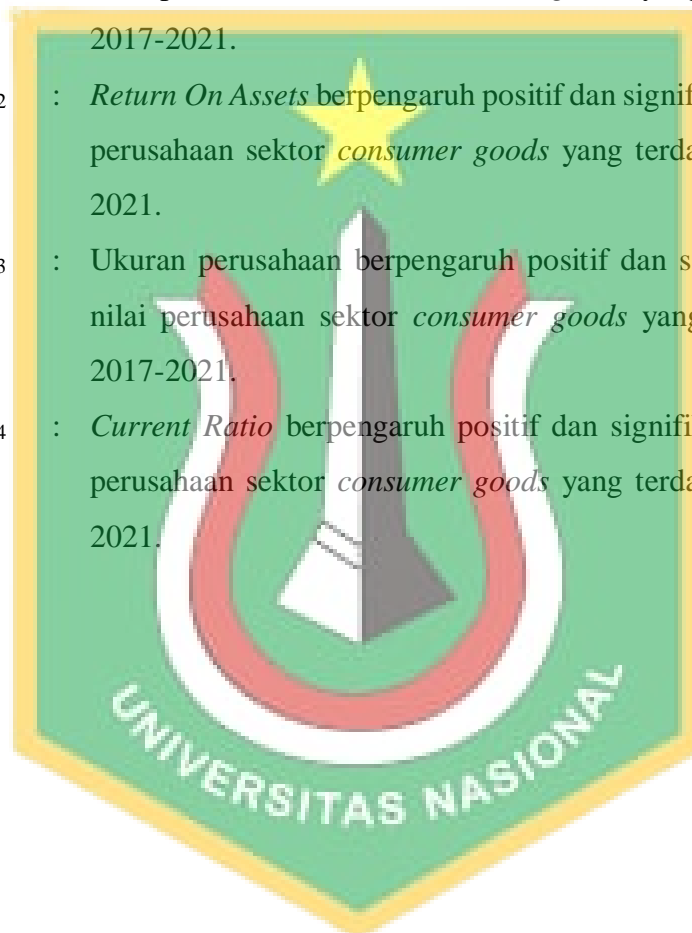 2017-2021.
2 : Return On Assets berpengaruh positif dan signif
perusahaan sektor consumer goods yang terda
2021.
3 : Ukuran perusahaan berpengaruh positif dan s
nilai perusahaan sektor consumer goods yang
2017-2021.
4 : Current Ratio berpengaruh positif dan signifi
perusahaan sektor consumer goods yang terda
2021.
UNIVERSITAS NASIONAL